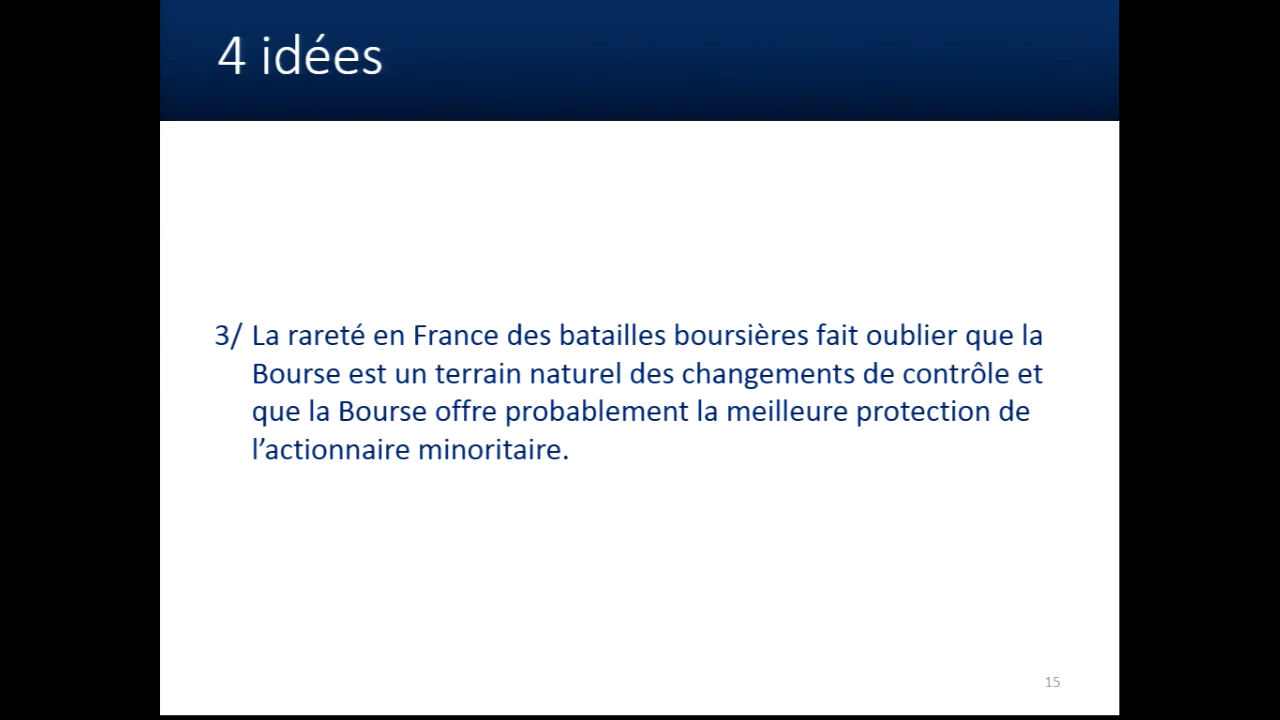 4 idées
3/ La rareté en France des batailles boursières fait oublier que la
Bourse est un terrain naturel des changements de contrôle et
que la Bourse offre probablement la meilleure protection de
l’actionnaire minoritaire.
15